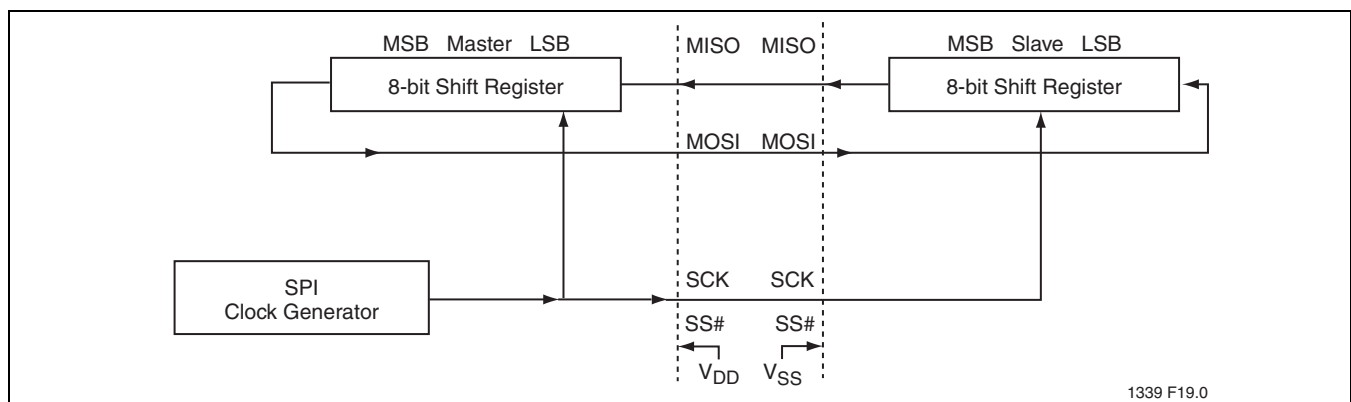 MSB Master LSB
MISO MISO
MSB Slave LSB
8-bit Shift Register
8-bit Shift Register
MOSI MOSI
SPI
Clock Generator
SCK SCK
SS# SS#
VDD VSS
1339 F19.0